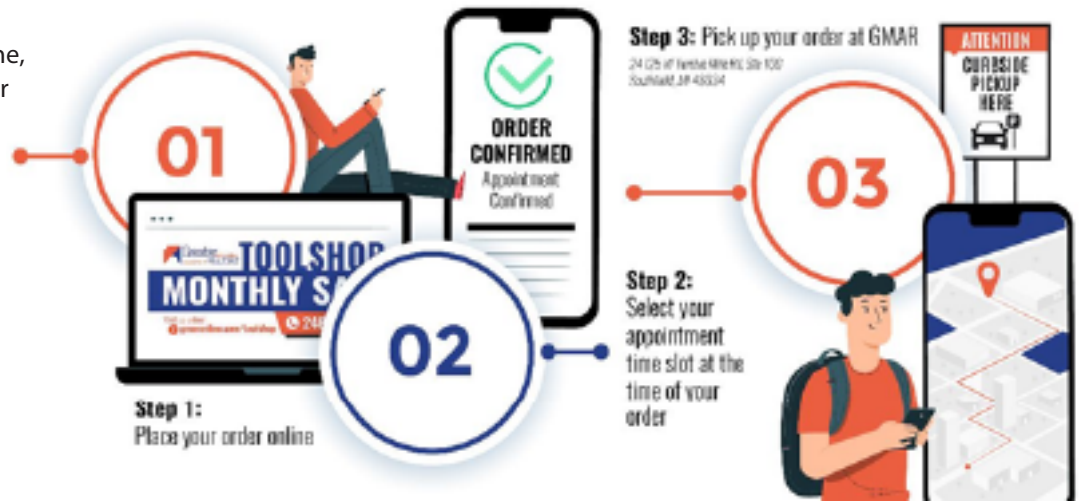 ne,
r
01
TOOLSHOP
MONTHLY SA
Step 1:
Place your order online
ORDER
CONFIRMED
Appointment
Confirmed
02
Step 2:
Select your
appointment
time slot at the
time of your
order
Step 3: Pick up your order at GMAR
03
ATTENTION
CURBSIDE
PICKUP
HERE